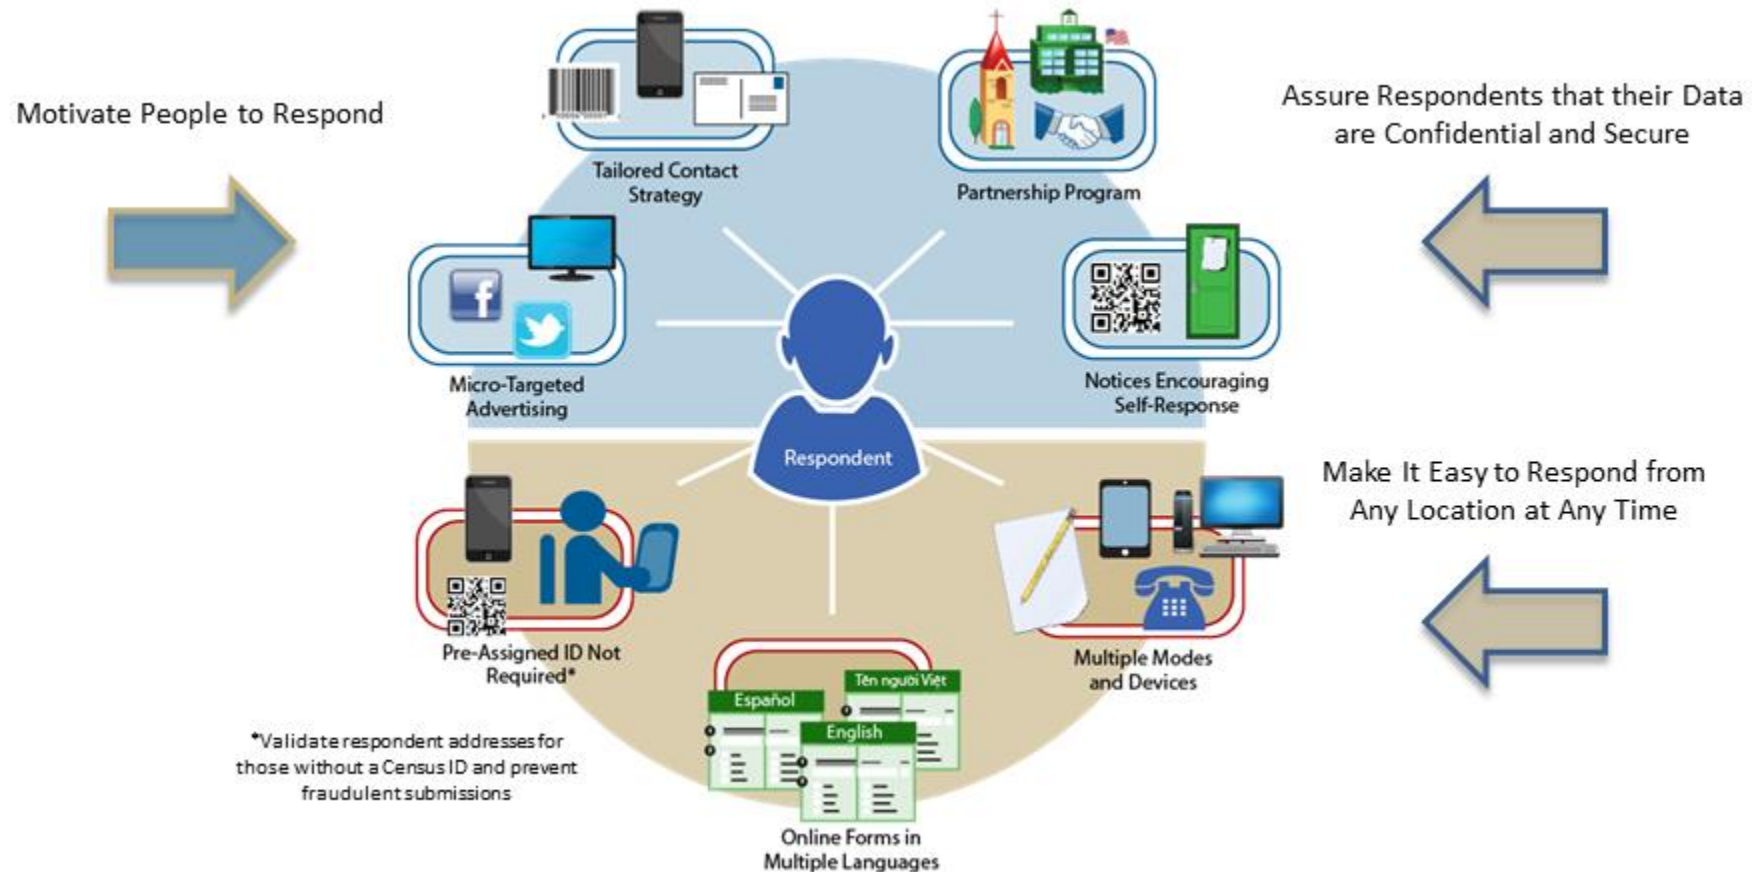 Motivate People to Respond
Assure Respondents that their Data
are Confidential and Secure
Tailored Contact
Strategy
Partnership Program
Micro-Targeted
Advertising
Notices Encouraging
Self-Response
Respondent
Make It Easy to Respond from
Any Location at Any Time
Pre-Assigned ID Not
Required*
Multiple Modes
and Devices
Español
Tên người Việt
English
*Validate respondent addresses for
those without a Census ID and prevent
fraudulent submissions
Online Forms in
Multiple Languages